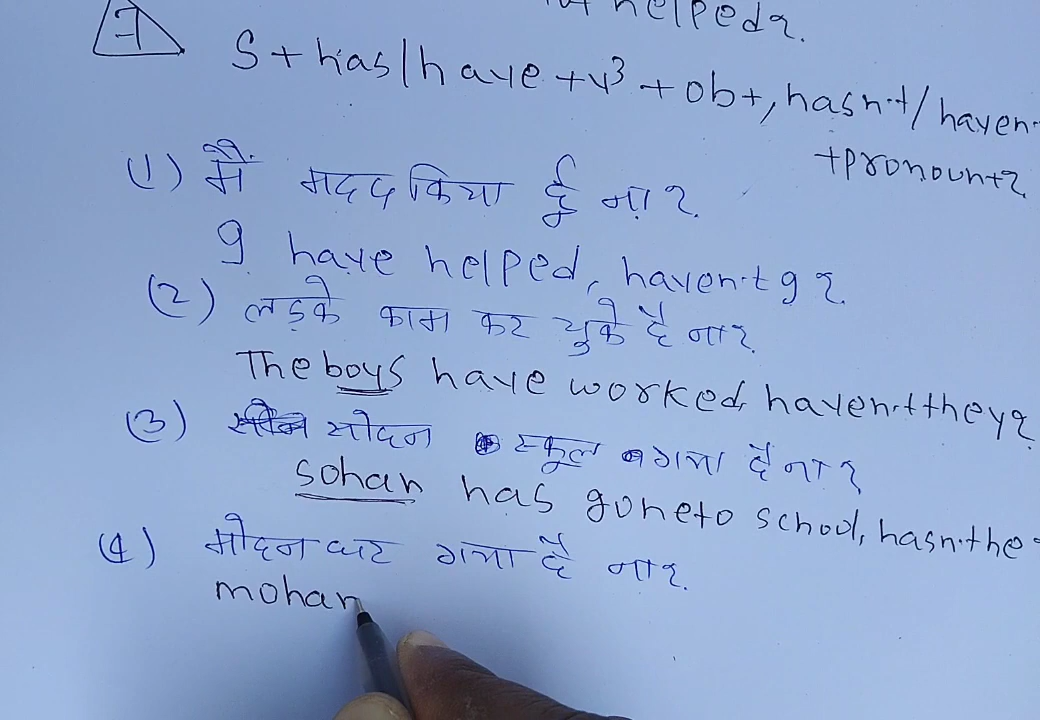 helped?
S + has/have + v³ + obt, hasn't/haven
+pronoun+?
(1) मैं मदद किया हूँ ना?
I have helped, haven't I?
(2) लड़के काम कर चुके है ना?
The boys have worked, haven't they?
(3) सोहन स्कूल गया है ना?
sohan has gone to school, hasn't he
(4) मोहन घर गया है ना?
mohan